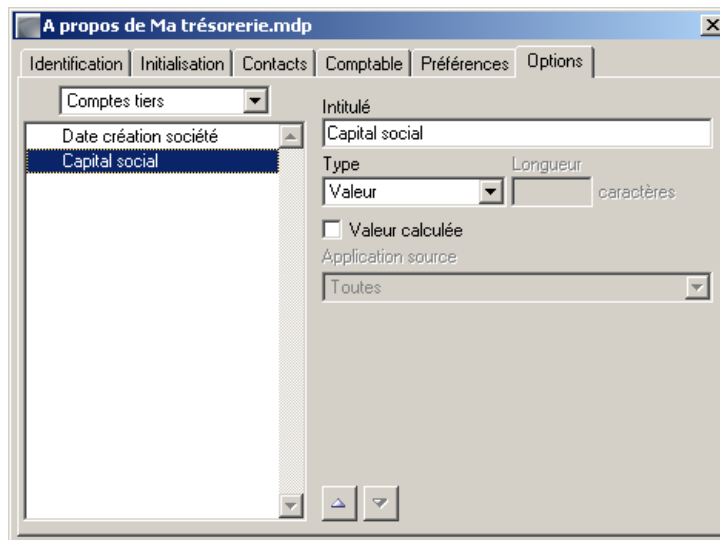 A propos de Ma trésorerie.mdp
Identification Initialisation Contacts Comptable Préférences Options
Comptes tiers
Date création société
Capital social
Intitulé
Capital social
Type Longueur
Valeur caractères
Valeur calculée
Application source
Toutes